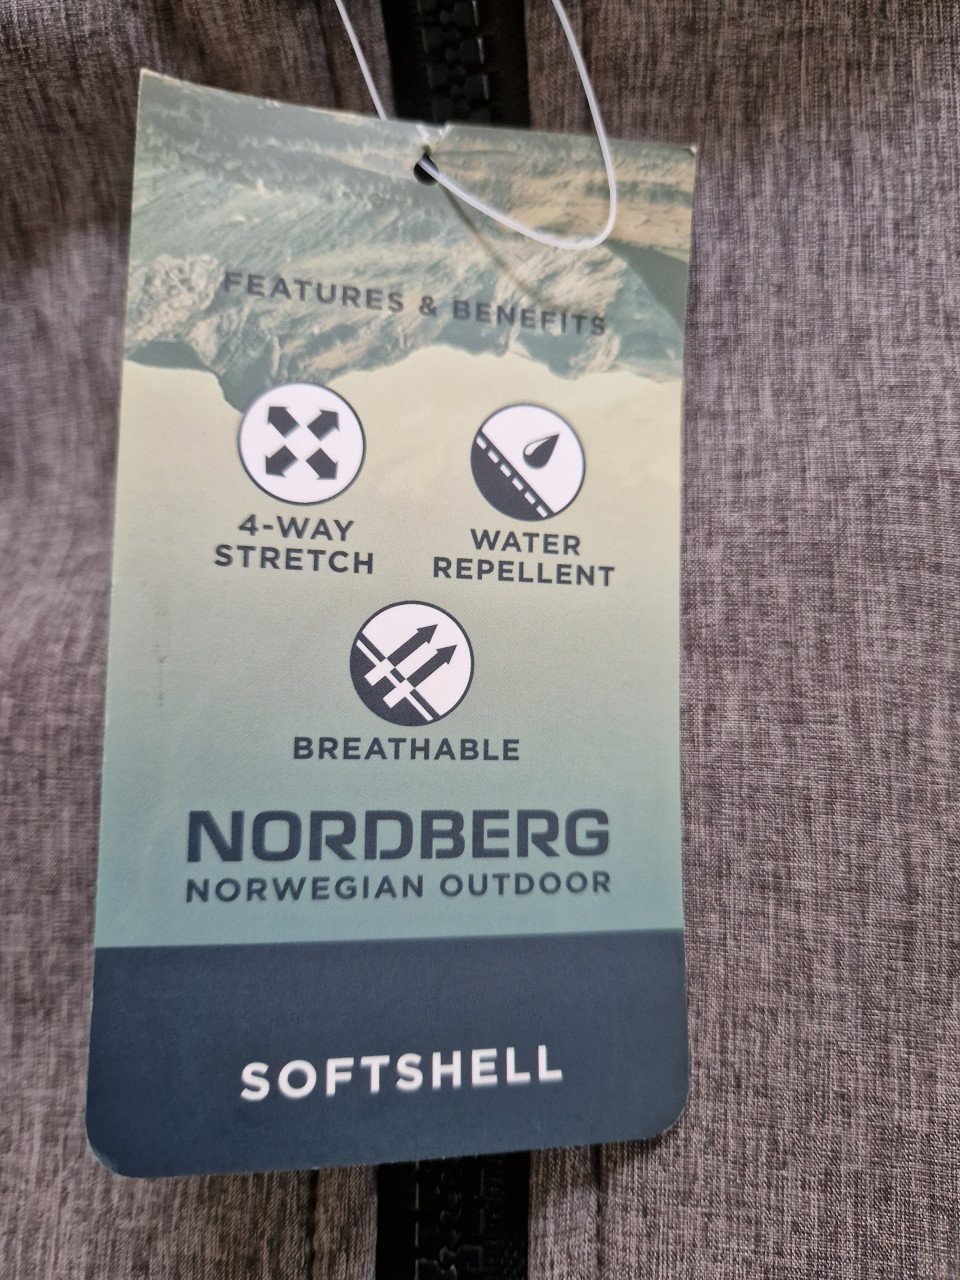 FEATURES & BENEFITS
4-WAY
STRETCH
WATER
REPELLENT
BREATHABLE
NORDBERG
NORWEGIAN OUTDOOR
SOFTSHELL